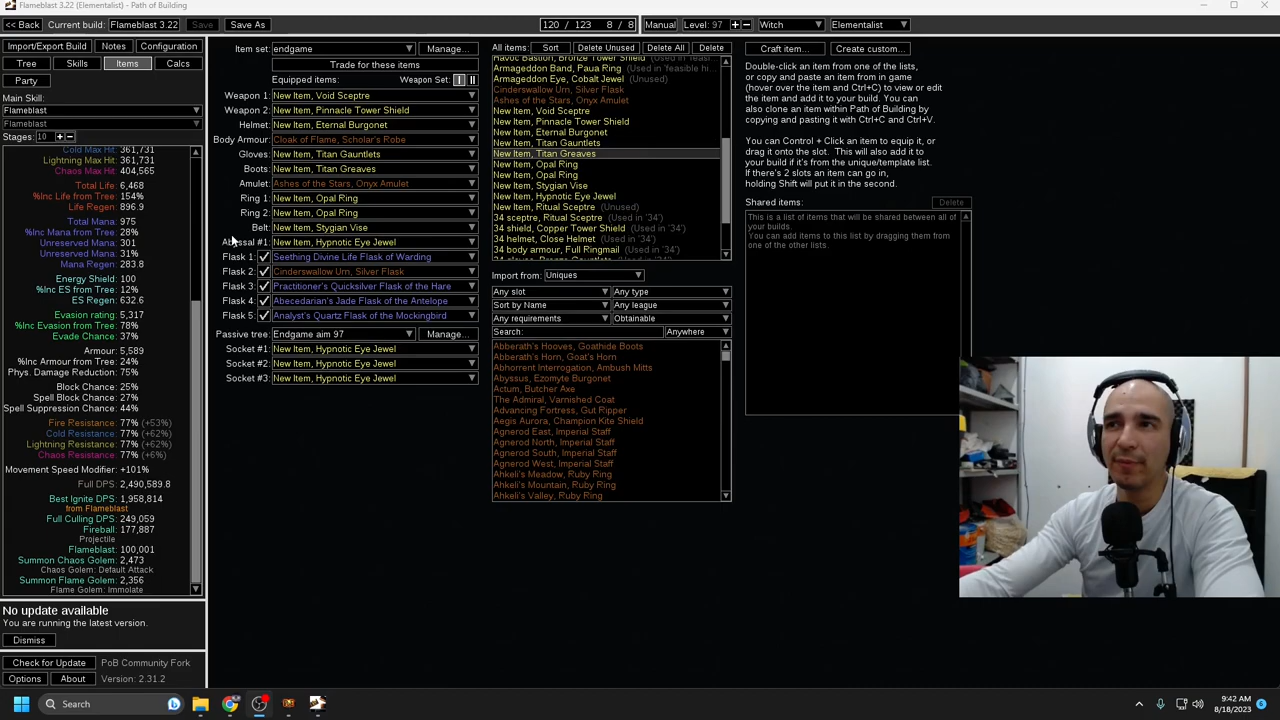 Flameblast 3.22 (Elementalist) - Path of Building
<< Back
Current build: Flameblast 3.22
Save
Save As
120 / 123 8 / 8
Manual
Level: 97
Witch
Elementalist
Import/Export Build
Notes
Configuration
Tree
Skills
Items
Calcs
Party
Main Skill:
Flameblast
Flameblast
Stages: 10
Cold Max Hit: 361,731
Lightning Max Hit: 361,731
Chaos Max Hit: 404,565
Total Life: 6,468
%Inc Life from Tree: 154%
Life Regen: 896.9
Total Mana: 975
%Inc Mana from Tree: 28%
Unreserved Mana: 301
Unreserved Mana: 31%
Mana Regen: 283.8
Energy Shield: 100
%Inc ES from Tree: 12%
ES Regen: 632.6
Evasion rating: 5,317
%Inc Evasion from Tree: 78%
Evade Chance: 37%
Armour: 5,589
%Inc Armour from Tree: 24%
Phys. Damage Reduction: 75%
Block Chance: 25%
Spell Block Chance: 27%
Spell Suppression Chance: 44%
Fire Resistance: 77% (+53%)
Cold Resistance: 77% (+62%)
Lightning Resistance: 77% (+62%)
Chaos Resistance: 77% (+6%)
Movement Speed Modifier: +101%
Full DPS: 2,490,589.8
Best Ignite DPS: 1,958,814
from Flameblast
Full Culling DPS: 249,059
Fireball: 177,887
Projectile
Flameblast: 100,001
Summon Chaos Golem: 2,473
Chaos Golem: Default Attack
Summon Flame Golem: 2,356
Flame Golem: Immolate
No update available
You are running the latest version.
Dismiss
Check for Update
PoB Community Fork
Options
About
Version: 2.31.2
Item set: endgame
Manage...
Trade for these items
Equipped items:
Weapon Set: I II
Weapon 1: New Item, Void Sceptre
Weapon 2: New Item, Pinnacle Tower Shield
Helmet: New Item, Eternal Burgonet
Body Armour: Cloak of Flame, Scholar's Robe
Gloves: New Item, Titan Gauntlets
Boots: New Item, Titan Greaves
Amulet: Ashes of the Stars, Onyx Amulet
Ring 1: New Item, Opal Ring
Ring 2: New Item, Opal Ring
Belt: New Item, Stygian Vise
Abyssal #1: New Item, Hypnotic Eye Jewel
Flask 1: Seething Divine Life Flask of Warding
Flask 2: Cinderswallow Urn, Silver Flask
Flask 3: Practitioner's Quicksilver Flask of the Hare
Flask 4: Abecedarian's Jade Flask of the Antelope
Flask 5: Analyst's Quartz Flask of the Mockingbird
Passive tree: Endgame aim 97
Manage...
Socket #1: New Item, Hypnotic Eye Jewel
Socket #2: New Item, Hypnotic Eye Jewel
Socket #3: New Item, Hypnotic Eye Jewel
All items:
Sort
Delete Unused
Delete All
Delete
Havoc Bastion, Bronze Tower Shield
Armageddon Band, Paua Ring (Used in 'feasible hi...
Armageddon Eye, Cobalt Jewel (Unused)
Cinderswallow Urn, Silver Flask
Ashes of the Stars, Onyx Amulet
New Item, Void Sceptre
New Item, Pinnacle Tower Shield
New Item, Eternal Burgonet
New Item, Titan Gauntlets
New Item, Titan Greaves
New Item, Opal Ring
New Item, Opal Ring
New Item, Stygian Vise
New Item, Hypnotic Eye Jewel
New Item, Ritual Sceptre (Unused)
34 sceptre, Ritual Sceptre (Used in '34')
34 shield, Copper Tower Shield (Used in '34')
34 helmet, Close Helmet (Used in '34')
34 body armour, Full Ringmail (Used in '34')
Import from: Uniques
Any slot
Any type
Sort by Name
Any league
Any requirements
Obtainable
Search:
Anywhere
Abberath's Hooves, Goathide Boots
Abberath's Horn, Goat's Horn
Abhorrent Interrogation, Ambush Mitts
Abyssus, Ezomyte Burgonet
Actum, Butcher Axe
The Admiral, Varnished Coat
Advancing Fortress, Gut Ripper
Aegis Aurora, Champion Kite Shield
Agnerod East, Imperial Staff
Agnerod North, Imperial Staff
Agnerod South, Imperial Staff
Agnerod West, Imperial Staff
Ahkeli's Meadow, Ruby Ring
Ahkeli's Mountain, Ruby Ring
Ahkeli's Valley, Ruby Ring
Craft item...
Create custom...
Double-click an item from one of the lists,
or copy and paste an item from in game
(hover over the item and Ctrl+C) to view or edit
the item and add it to your build. You can
also clone an item within Path of Building by
copying and pasting it with Ctrl+C and Ctrl+V.
You can Control + Click an item to equip it, or
drag it onto the slot. This will also add it to
your build if it's from the unique/template list.
If there's 2 slots an item can go in,
holding Shift will put it in the second.
Shared items:
Delete
This is a list of items that will be shared between all of
your builds.
You can add items to this list by dragging them from
one of the other lists.
Search
9:42 AM
8/18/2023